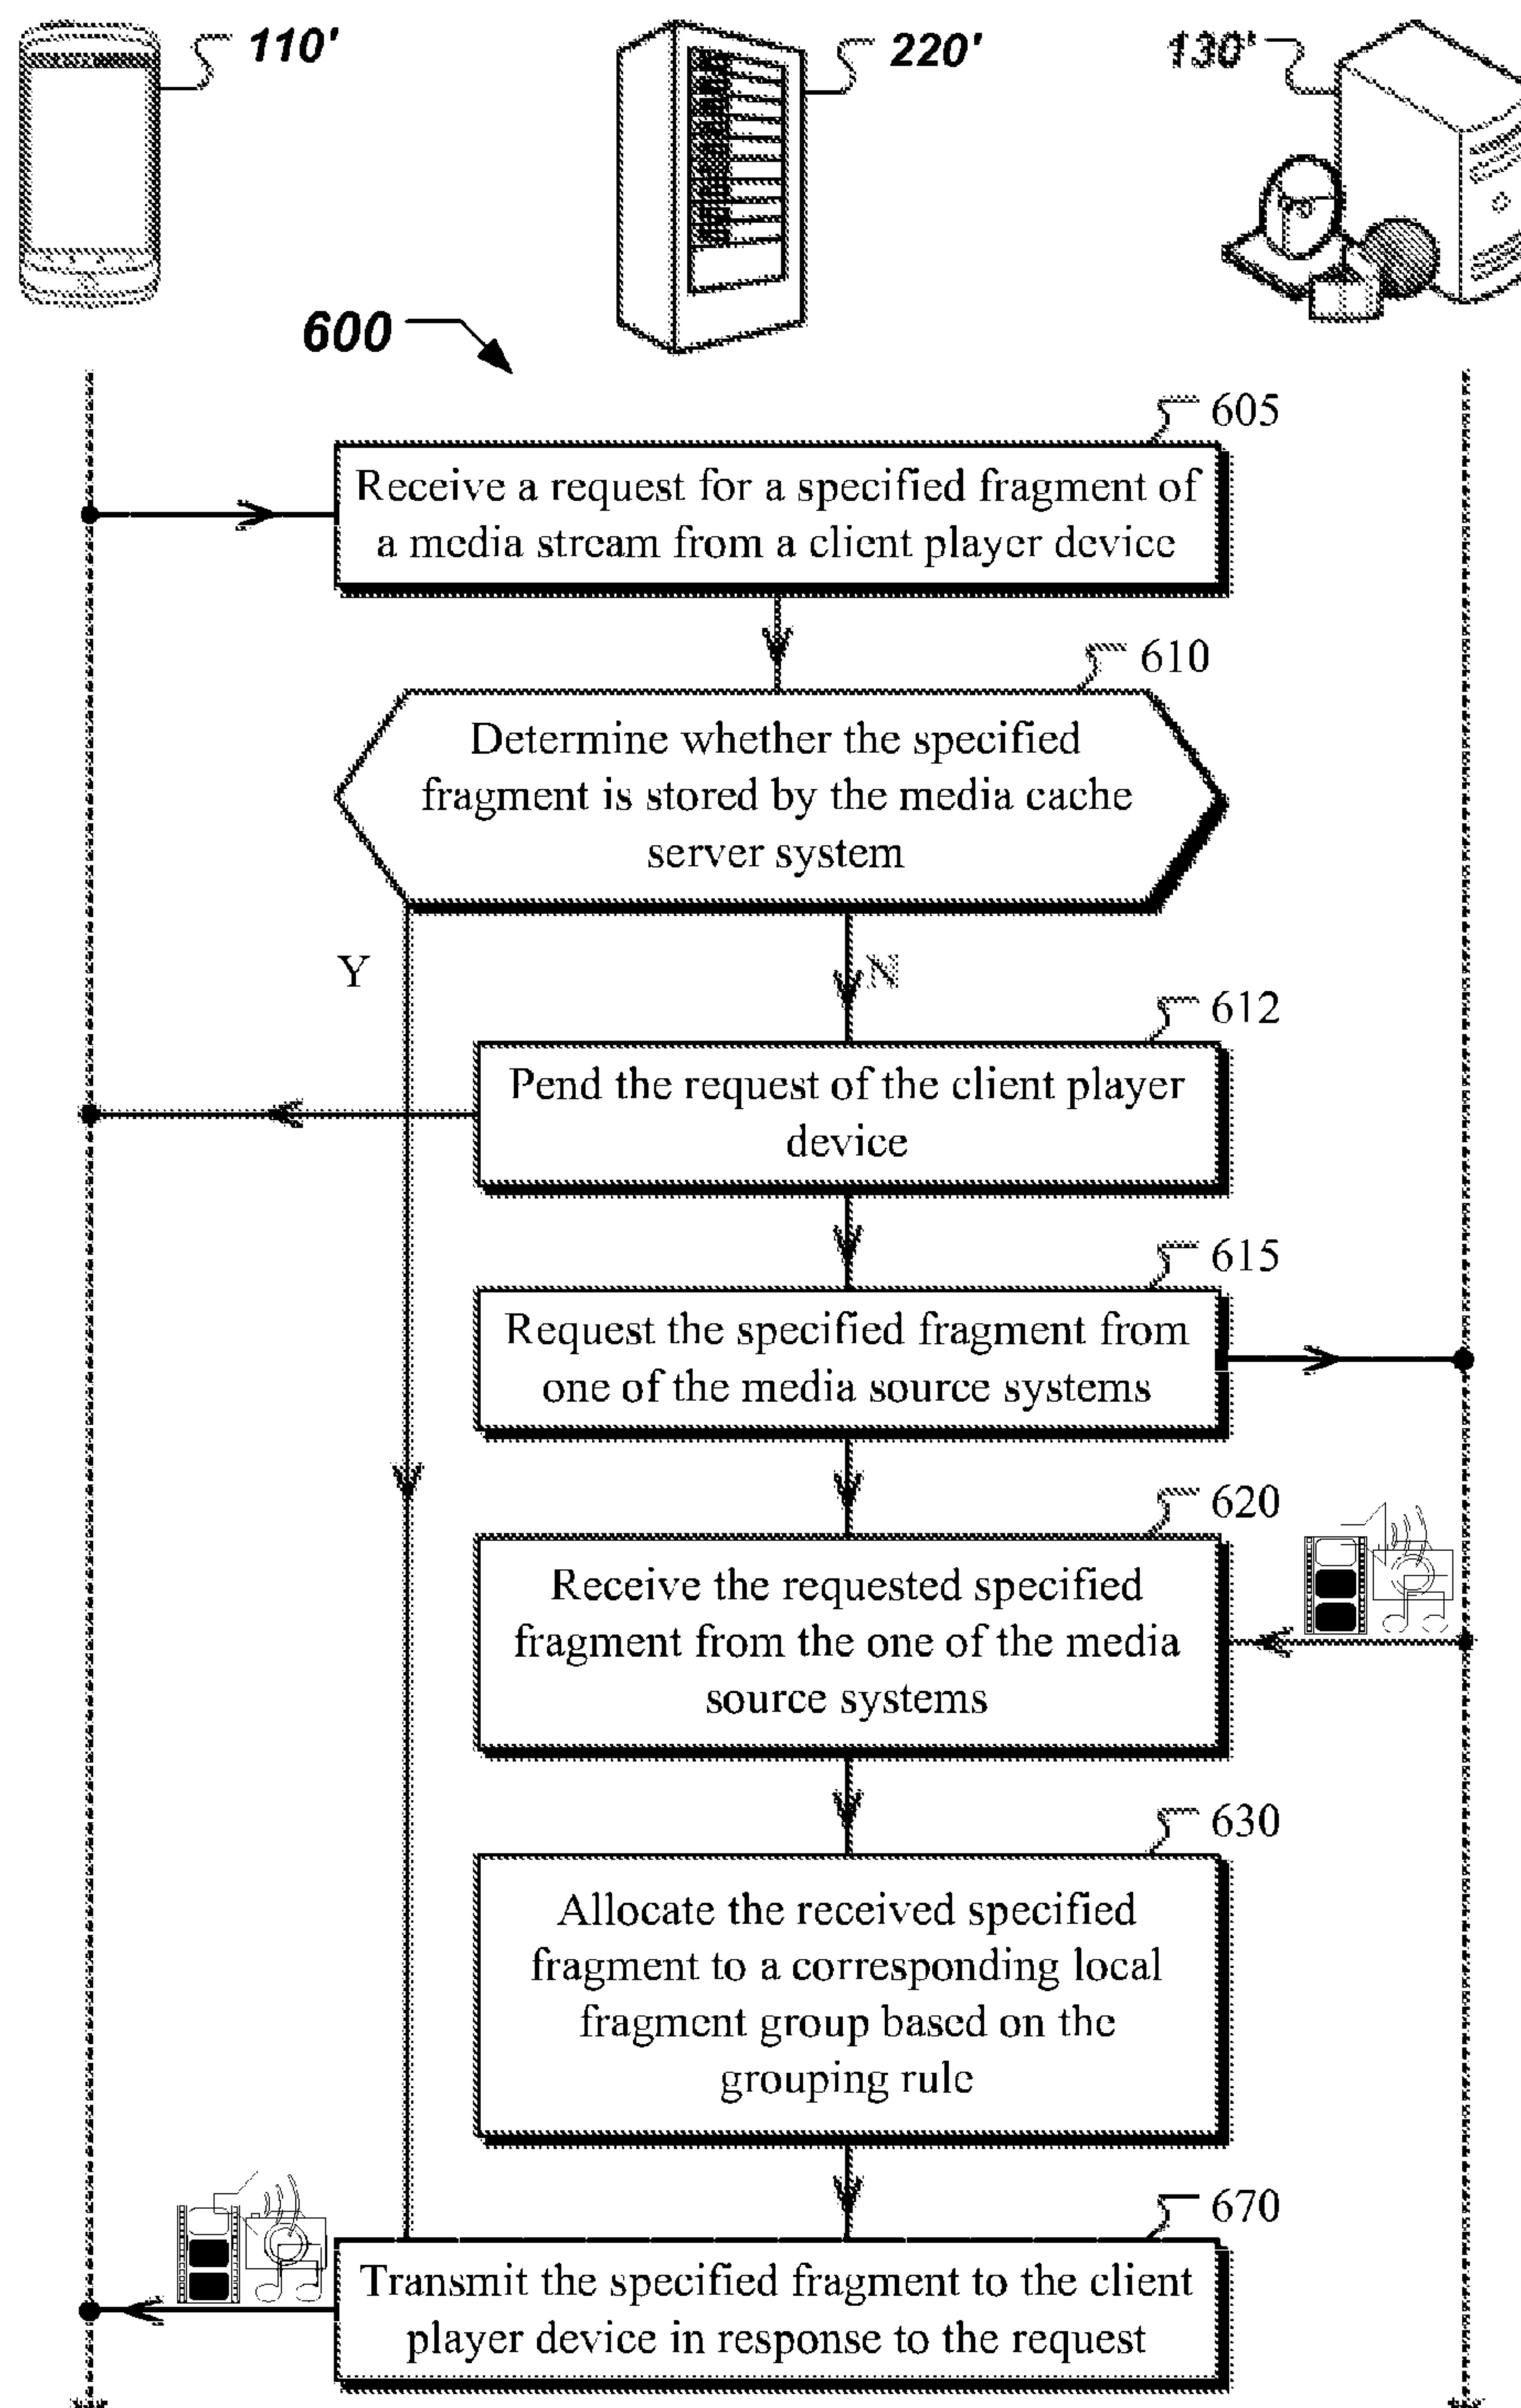 110'
220'
130'
600
605
Receive a request for a specified fragment of
a media stream from a client player device
610
Determine whether the specified
fragment is stored by the media cache
server system
Y
N
612
Pend the request of the client player
device
615
Request the specified fragment from
one of the media source systems
620
Receive the requested specified
fragment from the one of the media
source systems
630
Allocate the received specified
fragment to a corresponding local
fragment group based on the
grouping rule
670
Transmit the specified fragment to the client
player device in response to the request